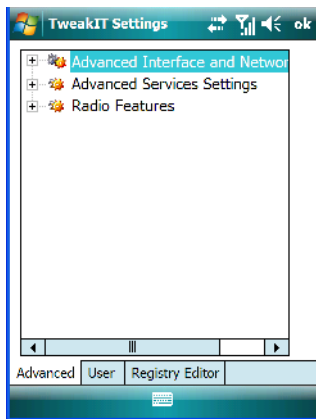 TweakIT Settings ok
Advanced Interface and Networ
Advanced Services Settings
Radio Features
Advanced User Registry Editor